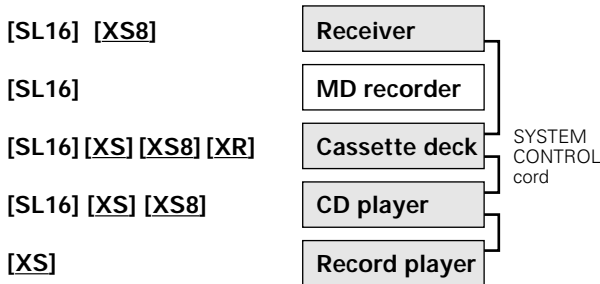 [SL16] [XS8] Receiver
[SL16] MD recorder
[SL16] [XS] [XS8] [XR] Cassette deck
SYSTEM
CONTROL
cord
[SL16] [XS] [XS8] CD player
[XS] Record player